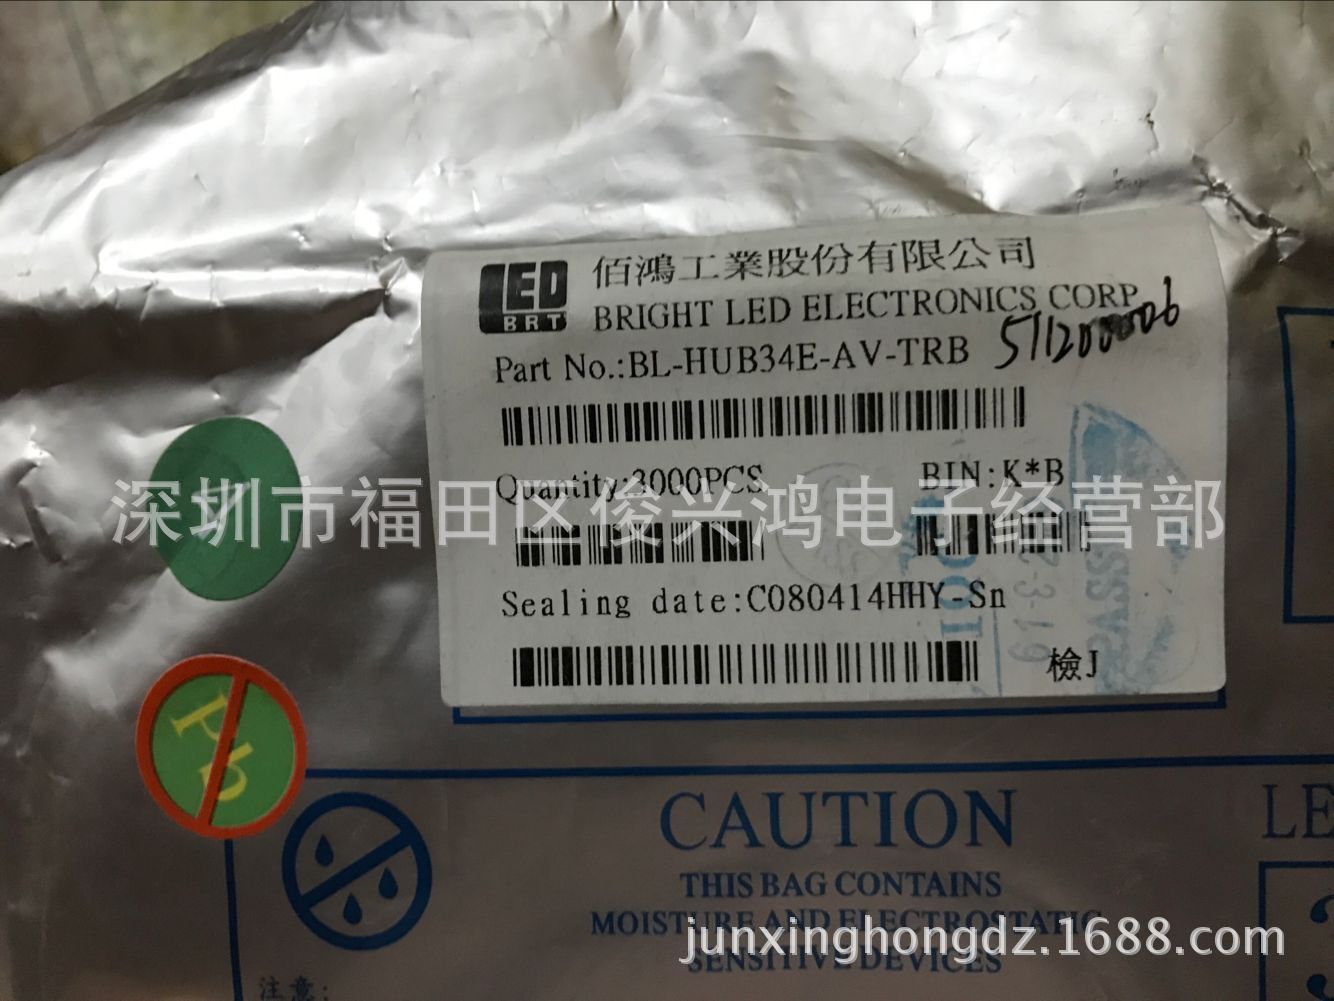 LED
BRT
佰鴻工業股份有限公司
BRIGHT LED ELECTRONICS CORP.
Part No.:BL-HUB34E-AV-TRB
Quantity:3000PCS
BIN:K*B
深圳市福田区俊兴鸿电子经营部
Sealing date:C080414HHY-Sn
檢J
PASS
Pb
CAUTION
LE
THIS BAG CONTAINS
MOISTURE AND ELECTROSTATIC
SENSITIVE DEVICES
junxinghongdz.1688.com
注意: